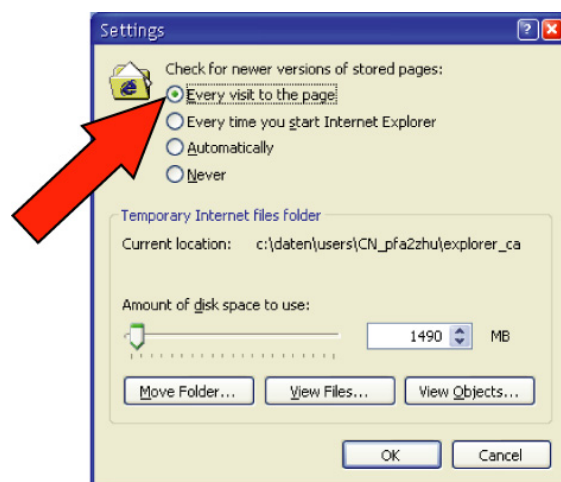 Settings
Check for newer versions of stored pages:
Every visit to the page
Every time you start Internet Explorer
Automatically
Never
Temporary Internet files folder
Current location: c:\daten\users\CN_pfa2zhu\explorer_ca
Amount of disk space to use:
1490 MB
Move Folder... View Files... View Objects...
OK Cancel